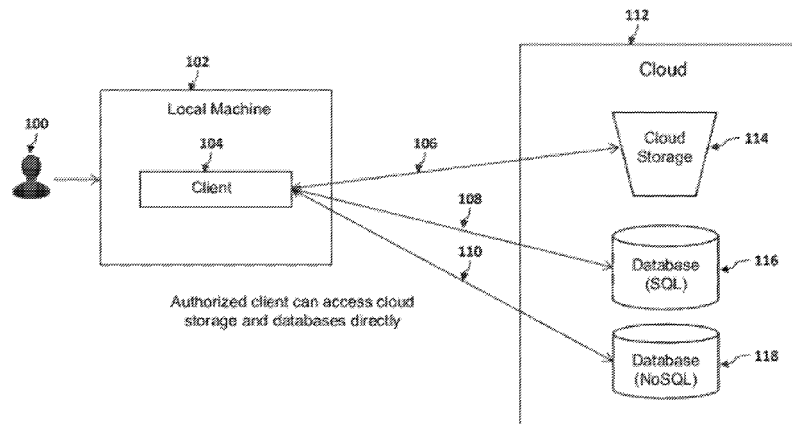 112
Cloud
102
Local Machine
100
104
Client
106
Cloud
Storage
114
108
110
Database
(SQL)
116
Authorized client can access cloud
storage and databases directly
Database
(NoSQL)
118